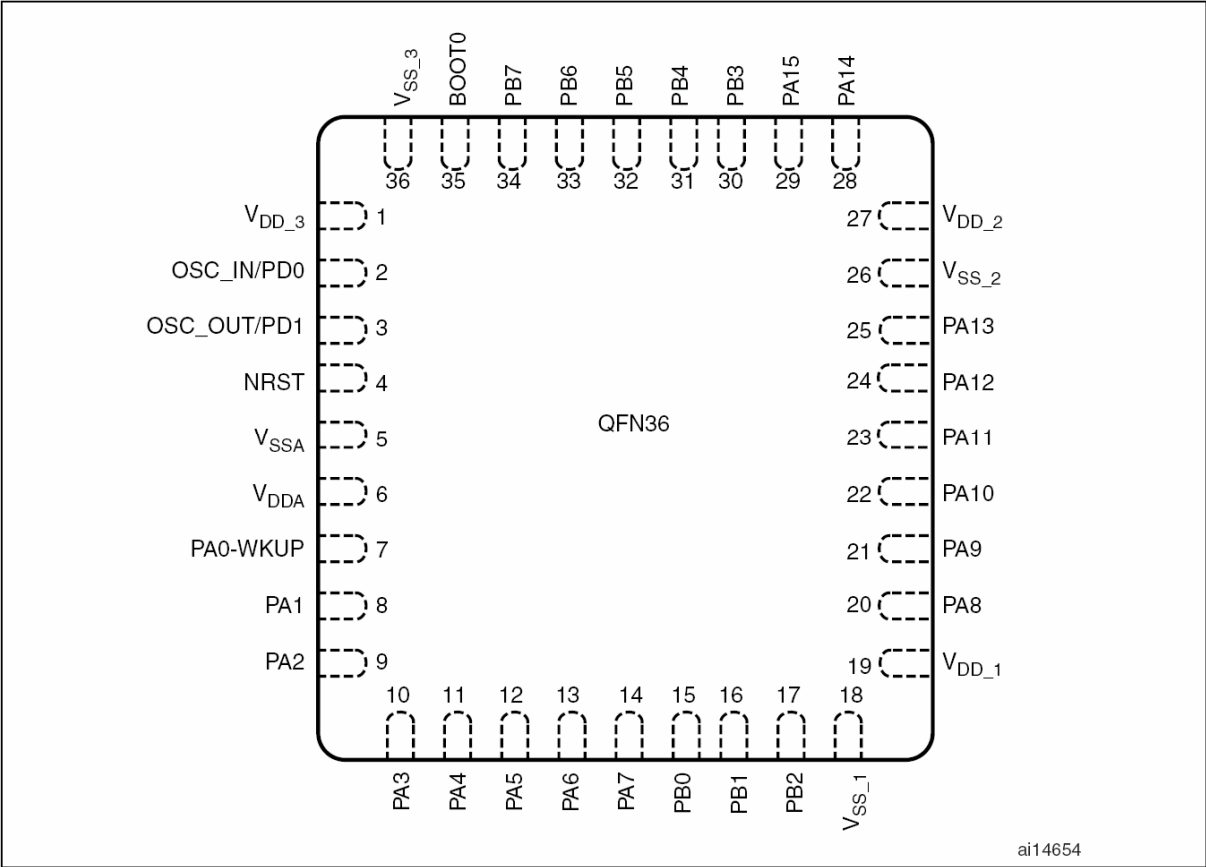 VSS_3
BOOT0
PB7
PB6
PB5
PB4
PB3
PA15
PA14
36 35 34 33 32 31 30 29 28
VDD_3 1 27 VDD_2
OSC_IN/PD0 2 26 VSS_2
OSC_OUT/PD1 3 25 PA13
NRST 4 24 PA12
QFN36
VSSA 5 23 PA11
VDDA 6 22 PA10
PA0-WKUP 7 21 PA9
PA1 8 20 PA8
PA2 9 19 VDD_1
10 11 12 13 14 15 16 17 18
PA3
PA4
PA5
PA6
PA7
PB0
PB1
PB2
VSS_1
ai14654